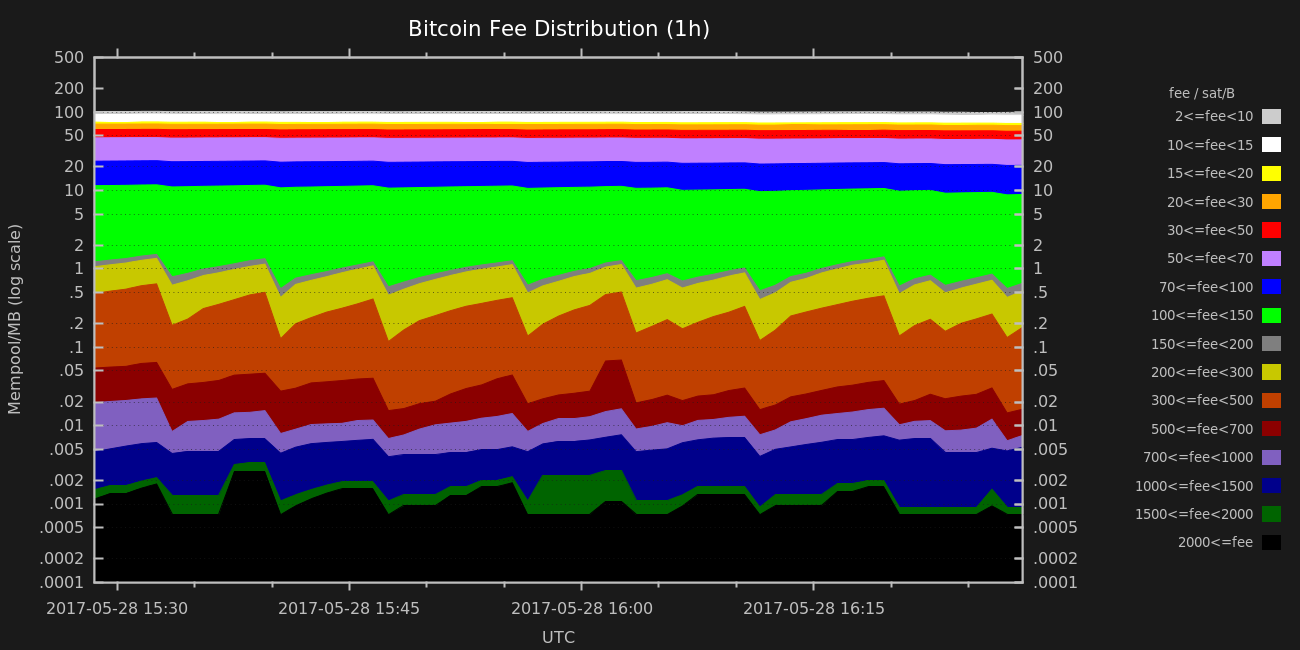 Bitcoin Fee Distribution (1h)
Mempool/MB (log scale)
500
200
100
50
20
10
5
2
1
.5
.2
.1
.05
.02
.01
.005
.002
.001
.0005
.0002
.0001
500
200
100
50
20
10
5
2
1
.5
.2
.1
.05
.02
.01
.005
.002
.001
.0005
.0002
.0001
2017-05-28 15:30
2017-05-28 15:45
2017-05-28 16:00
2017-05-28 16:15
UTC
fee / sat/B
2<=fee<10
10<=fee<15
15<=fee<20
20<=fee<30
30<=fee<50
50<=fee<70
70<=fee<100
100<=fee<150
150<=fee<200
200<=fee<300
300<=fee<500
500<=fee<700
700<=fee<1000
1000<=fee<1500
1500<=fee<2000
2000<=fee